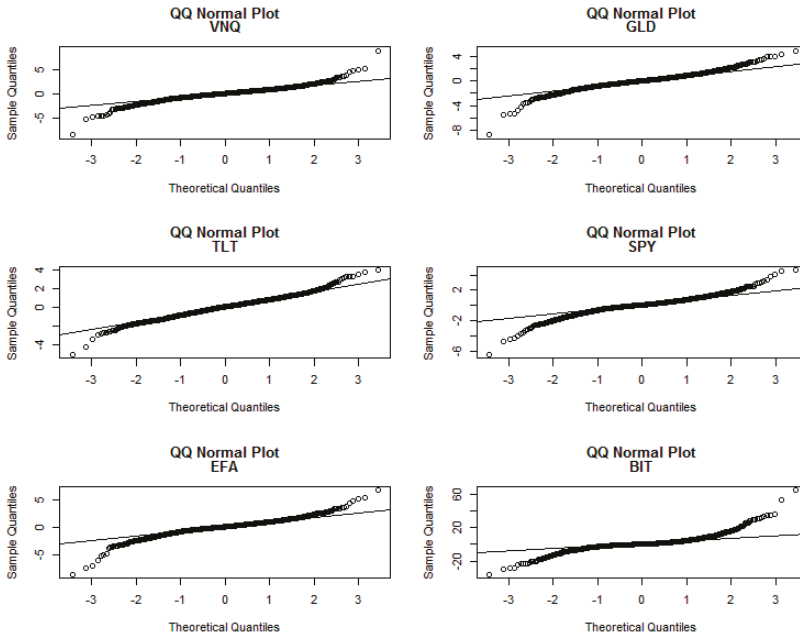 QQ Normal Plot
VNQ
Sample Quantiles
5
0
-5
-3 -2 -1 0 1 2 3
Theoretical Quantiles
QQ Normal Plot
GLD
Sample Quantiles
4
0
-4
-8
-3 -2 -1 0 1 2 3
Theoretical Quantiles
QQ Normal Plot
TLT
Sample Quantiles
4
2
0
-4
-3 -2 -1 0 1 2 3
Theoretical Quantiles
QQ Normal Plot
SPY
Sample Quantiles
2
-2
-6
-3 -2 -1 0 1 2 3
Theoretical Quantiles
QQ Normal Plot
EFA
Sample Quantiles
5
0
-5
-3 -2 -1 0 1 2 3
Theoretical Quantiles
QQ Normal Plot
BIT
Sample Quantiles
60
20
-20
-3 -2 -1 0 1 2 3
Theoretical Quantiles